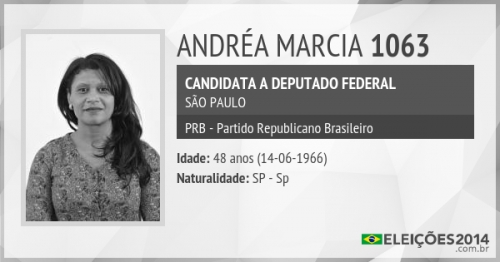 ANDRÉA MARCIA 1063
CANDIDATA A DEPUTADO FEDERAL
SÃO PAULO
PRB - Partido Republicano Brasileiro
Idade: 48 anos (14-06-1966)
Naturalidade: SP - Sp
ELEIÇÕES2014
.com.br